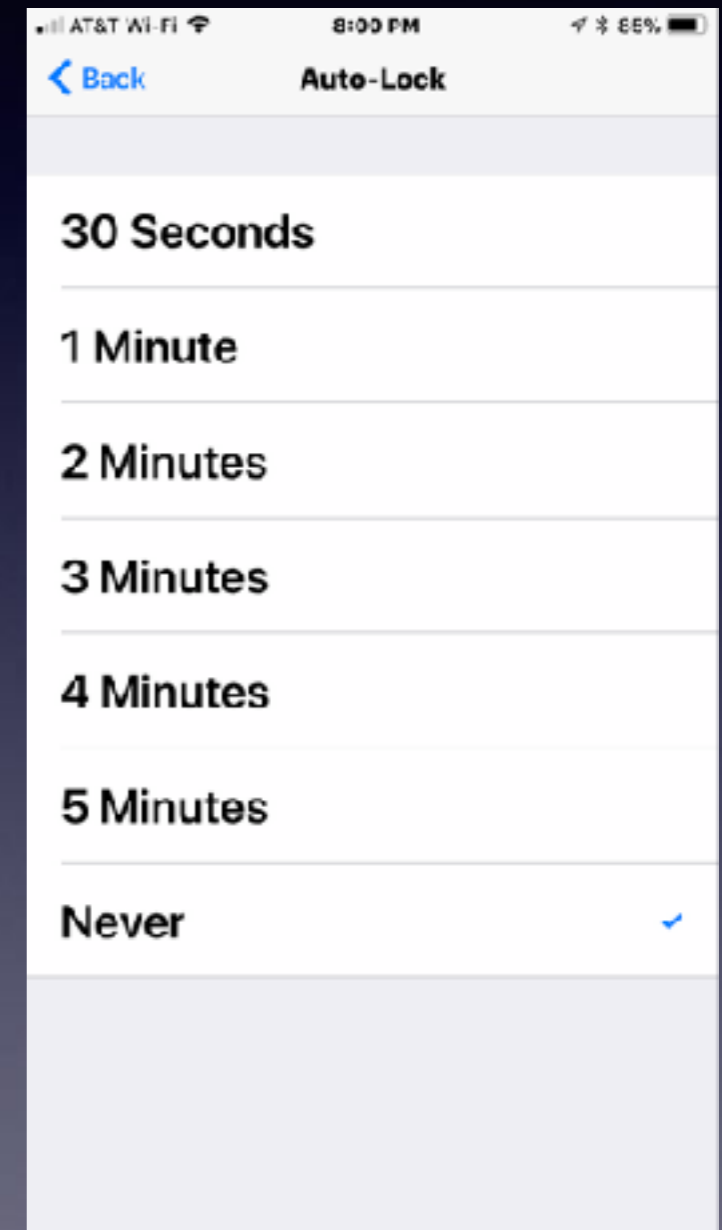 AT&T Wi-Fi 8:00 PM
Back Auto-Lock
30 Seconds
1 Minute
2 Minutes
3 Minutes
4 Minutes
5 Minutes
Never